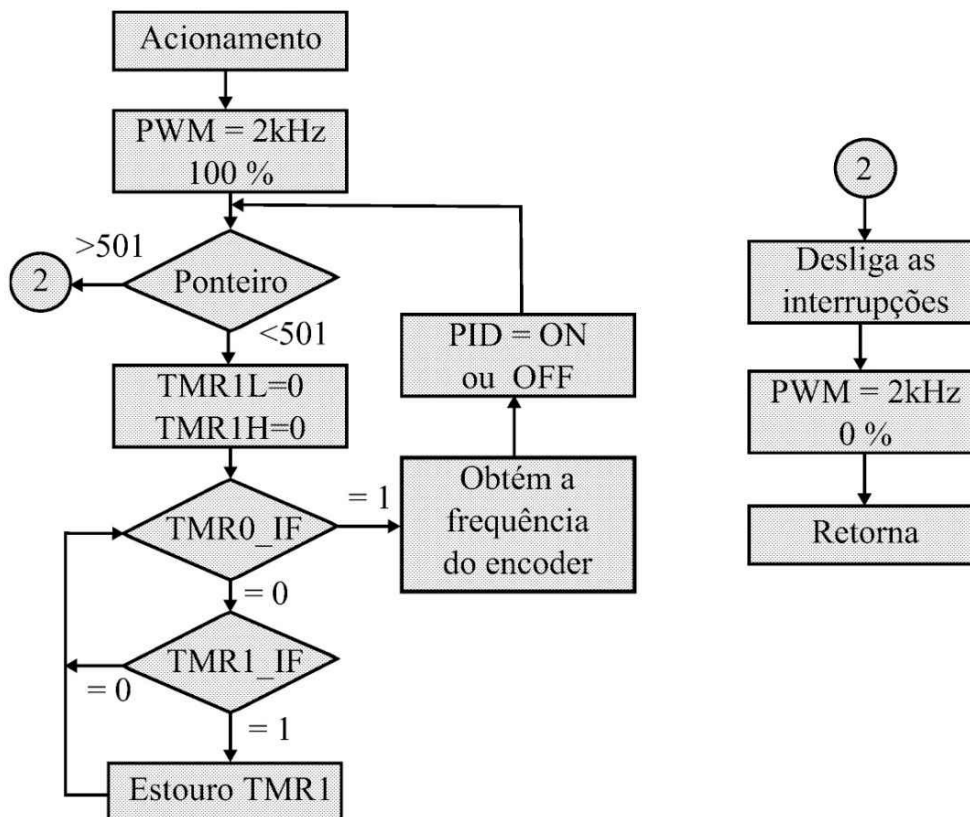 Acionamento
PWM = 2kHz
100 %
>501
2
Ponteiro
<501
TMR1L=0
TMR1H=0
TMR0_IF
= 1
= 0
TMR1_IF
= 0
= 1
Estouro TMR1
PID = ON
ou OFF
Obtém a
frequência
do encoder
2
Desliga as
interrupções
PWM = 2kHz
0 %
Retorna